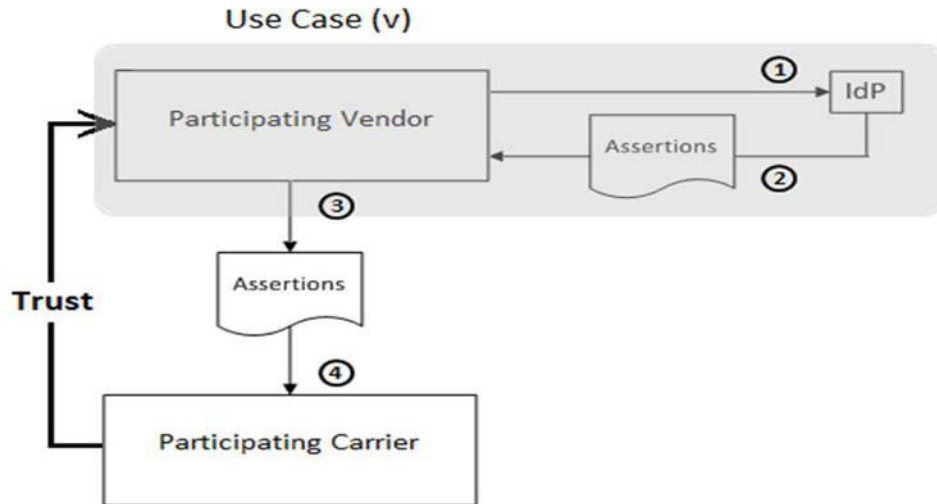 Use Case (v)
①
IdP
Participating Vendor
Assertions
②
③
Assertions
Trust
④
Participating Carrier